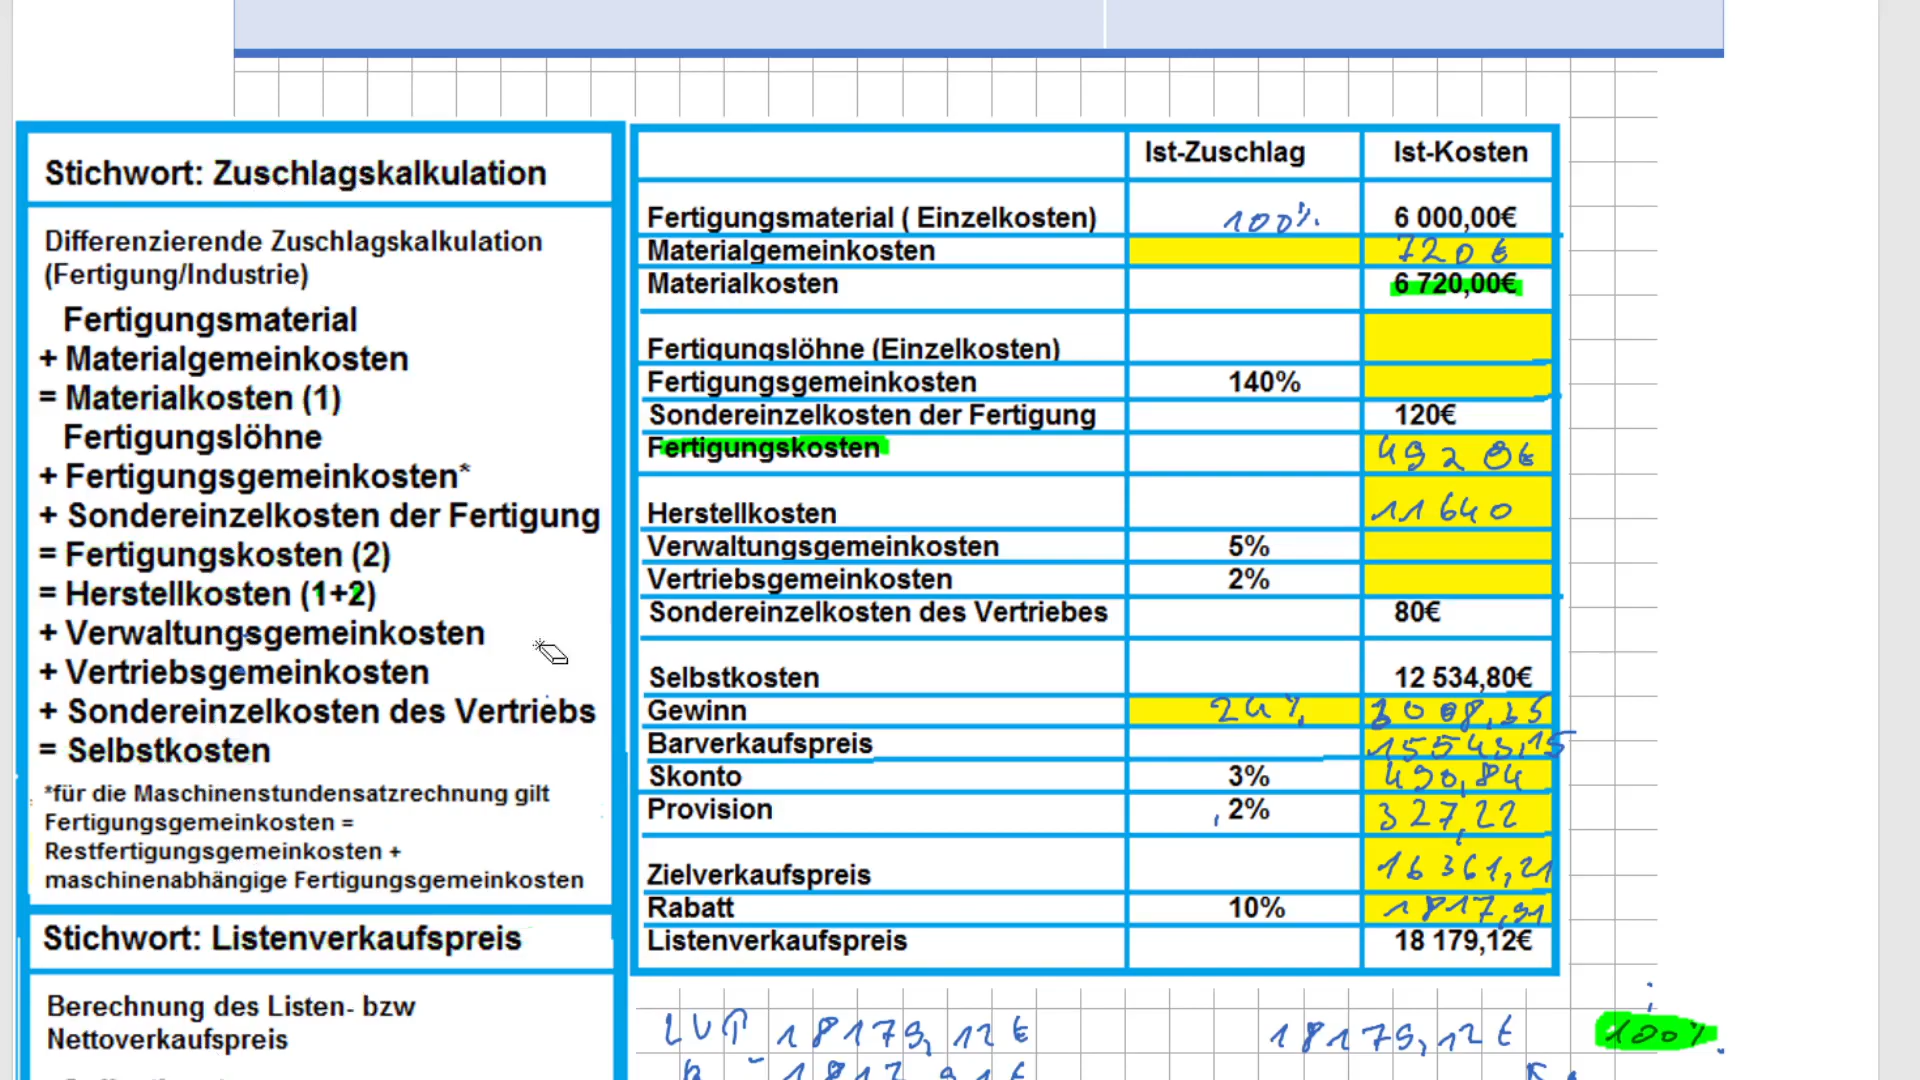 Stichwort: Zuschlagskalkulation
Differenzierende Zuschlagskalkulation
(Fertigung/Industrie)
Fertigungsmaterial
+ Materialgemeinkosten
= Materialkosten (1)
Fertigungslöhne
+ Fertigungsgemeinkosten*
+ Sondereinzelkosten der Fertigung
= Fertigungskosten (2)
= Herstellkosten (1+2)
+ Verwaltungsgemeinkosten
+ Vertriebsgemeinkosten
+ Sondereinzelkosten des Vertriebs
= Selbstkosten
*für die Maschinenstundensatzrechnung gilt
Fertigungsgemeinkosten =
Restfertigungsgemeinkosten +
maschinenabhängige Fertigungsgemeinkosten
Stichwort: Listenverkaufspreis
Berechnung des Listen- bzw
Nettoverkaufspreis
Ist-Zuschlag Ist-Kosten
Fertigungsmaterial ( Einzelkosten) 100% 6 000,00€
Materialgemeinkosten 720 €
Materialkosten 6 720,00€
Fertigungslöhne (Einzelkosten)
Fertigungsgemeinkosten 140%
Sondereinzelkosten der Fertigung 120€
Fertigungskosten 4920€
Herstellkosten 11640
Verwaltungsgemeinkosten 5%
Vertriebsgemeinkosten 2%
Sondereinzelkosten des Vertriebes 80€
Selbstkosten 12 534,80€
Gewinn 24% 3008,35
Barverkaufspreis 15543,15
Skonto 3% 490,84
Provision 2% 327,22
Zielverkaufspreis 16361,21
Rabatt 10% 1817,91
Listenverkaufspreis 18 179,12€
LVP 18179,12€ 18179,12€ 100%
R - 1817,91€